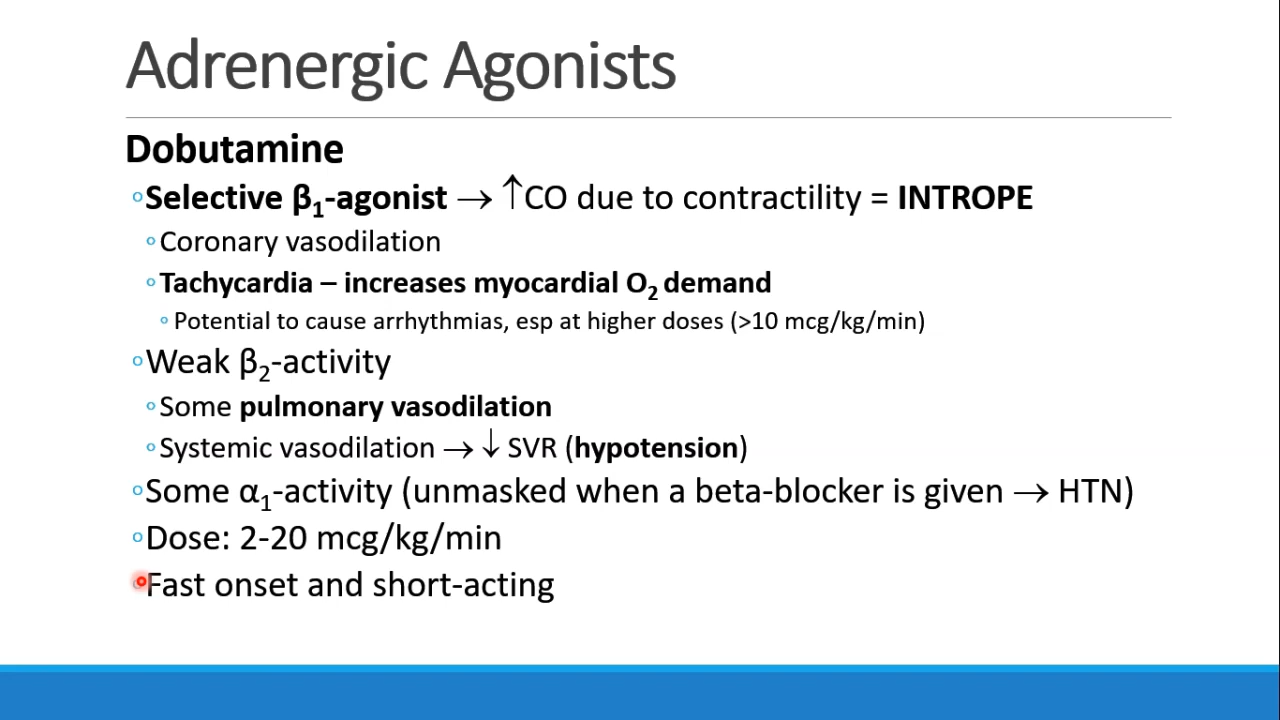 Adrenergic Agonists
Dobutamine
◦Selective β₁-agonist → ↑CO due to contractility = INTROPE
◦Coronary vasodilation
◦Tachycardia – increases myocardial O₂ demand
◦Potential to cause arrhythmias, esp at higher doses (>10 mcg/kg/min)
◦Weak β₂-activity
◦Some pulmonary vasodilation
◦Systemic vasodilation → ↓ SVR (hypotension)
◦Some α₁-activity (unmasked when a beta-blocker is given → HTN)
◦Dose: 2-20 mcg/kg/min
◦Fast onset and short-acting